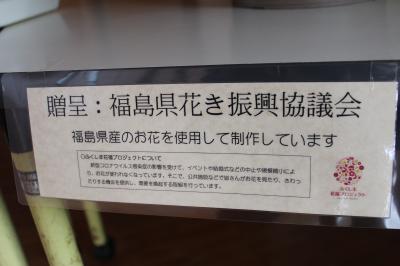 贈呈：福島県花き振興協議会
福島県産のお花を使用して制作しています
◎ふくしま花瑠プロジェクトについて
新型コロナウイルス感染症の影響を受けて、イベントや結婚式などの中止や規模縮小によ
り、お花が使われなくなっています。そこで、公共施設などで皆さんがお花を見たり、さわっ
たりする機会を提供し、需要を喚起する取組を行っています。
ふくしま
プロジェクト